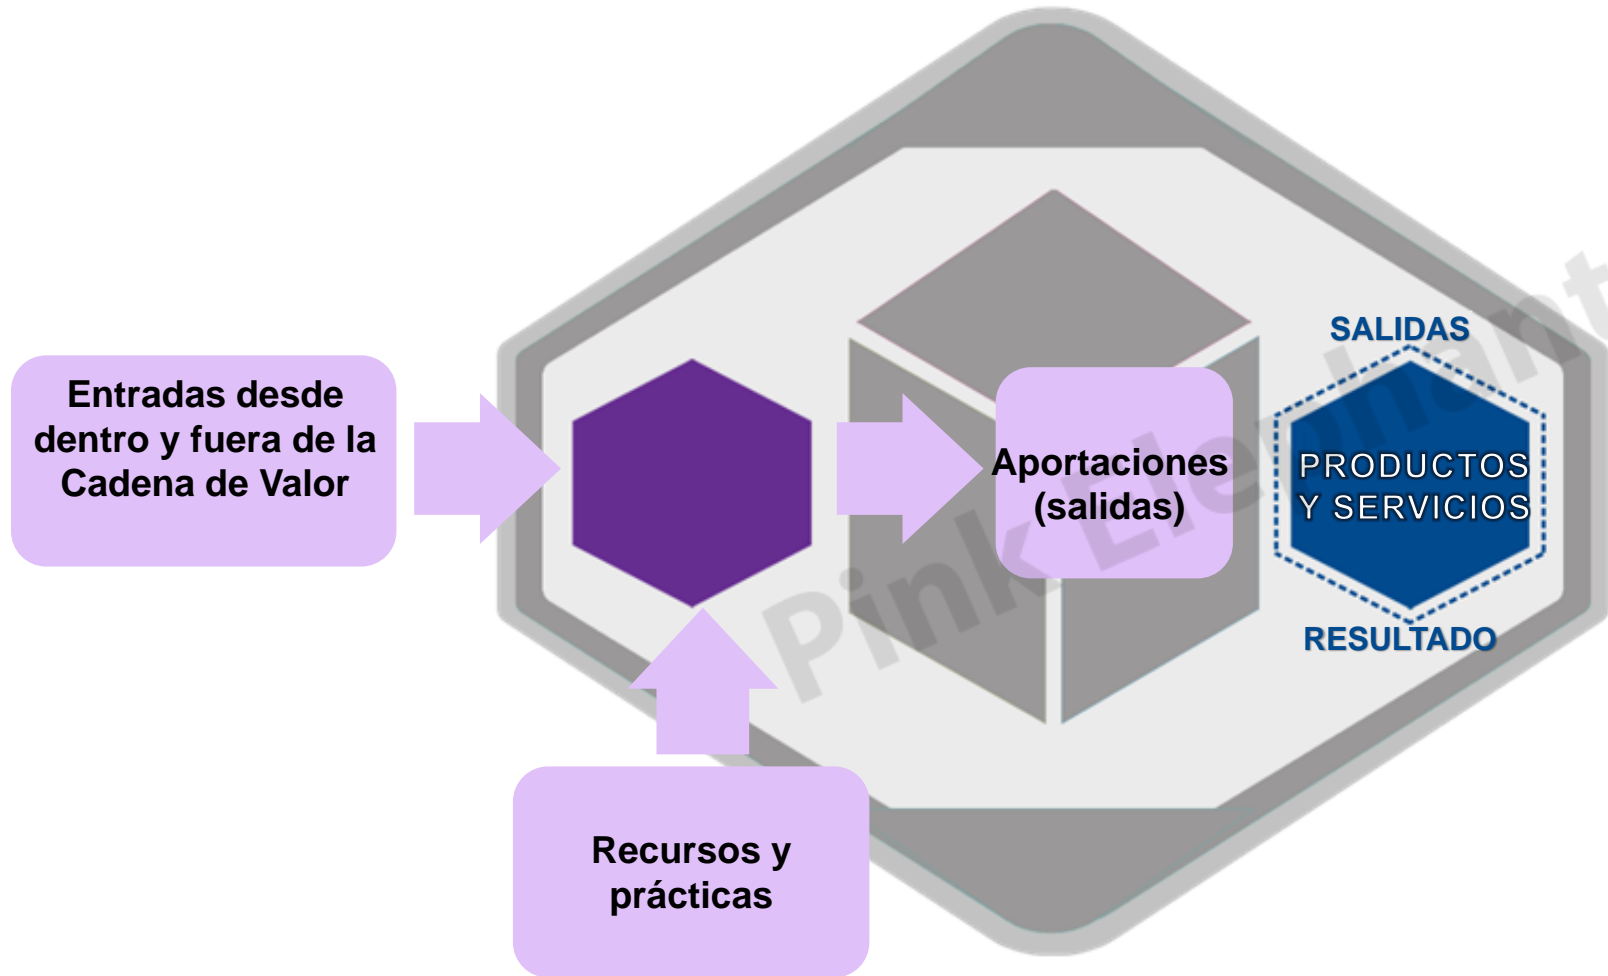 Entradas desde
dentro y fuera de la
Cadena de Valor
Aportaciones
(salidas)
SALIDAS
PRODUCTOS
Y SERVICIOS
RESULTADO
Recursos y
prácticas
Pink Elephant